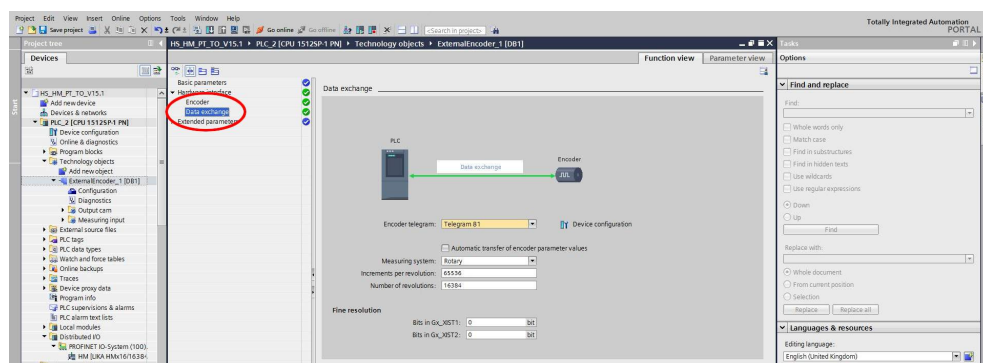 Project Edit View Insert Online Options Tools Window Help
Totally Integrated Automation
PORTAL
Save project
Go online
Go offline
<Search in project>
Project tree
HS_HM_PT_TO_V15.1 ▸ PLC_2 [CPU 1512SP-1 PN] ▸ Technology objects ▸ ExternalEncoder_1 [DB1]
Tasks
Devices
Function view
Parameter view
Options
Start
HS_HM_PT_TO_V15.1
Add new device
Devices & networks
PLC_2 [CPU 1512SP-1 PN]
Device configuration
Online & diagnostics
Program blocks
Technology objects
Add new object
ExternalEncoder_1 [DB1]
Configuration
Diagnostics
Output cam
Measuring input
External source files
PLC tags
PLC data types
Watch and force tables
Online backups
Traces
Device proxy data
Program info
PLC supervisions & alarms
PLC alarm text lists
Local modules
Distributed I/O
PROFINET IO-System (100)
HM [LIKA HMx16/16384
Basic parameters
Hardware interface
Encoder
Data exchange
Extended parameters
Data exchange
PLC
Data exchange
Encoder
Encoder telegram: Telegram 81
Device configuration
Automatic transfer of encoder parameter values
Measuring system: Rotary
Increments per revolution: 65536
Number of revolutions: 16384
Fine resolution
Bits in Gx_XIST1: 0 bit
Bits in Gx_XIST2: 0 bit
Find and replace
Find:
Whole words only
Match case
Find in substructures
Find in hidden texts
Use wildcards
Use regular expressions
Down
Up
Find
Replace with:
Whole document
From current position
Selection
Replace
Replace all
Languages & resources
Editing language:
English (United Kingdom)